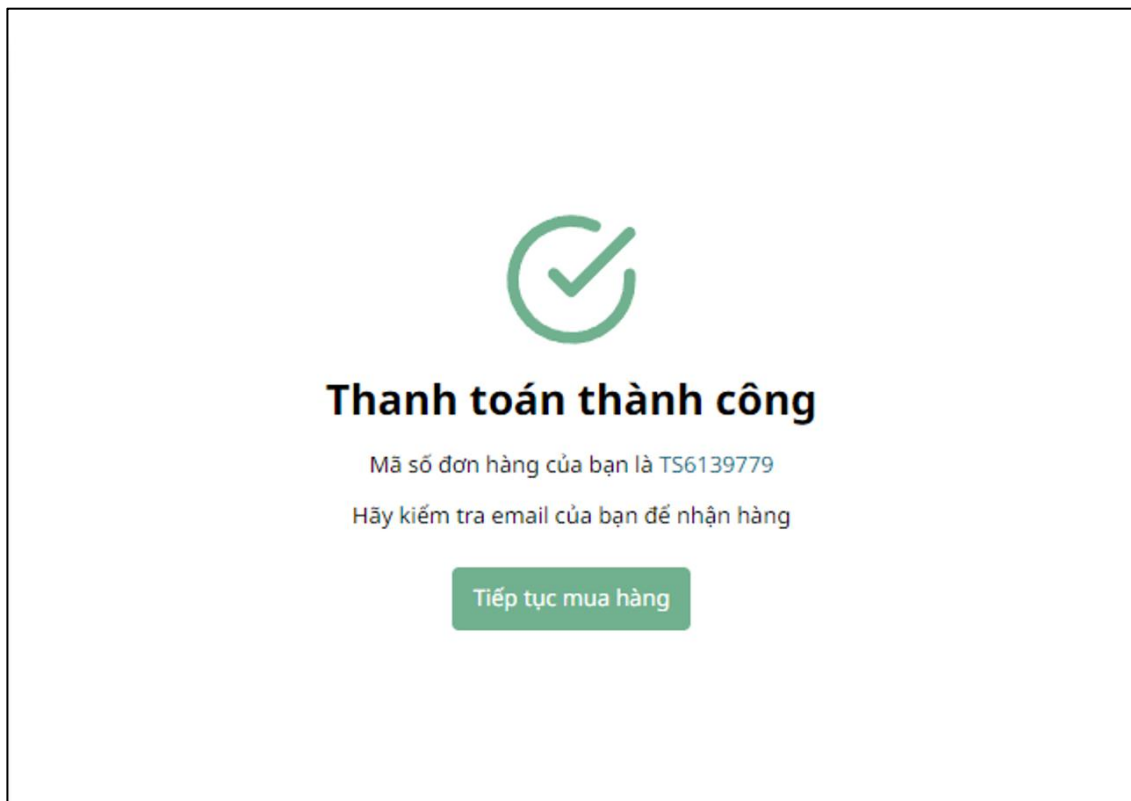 Thanh toán thành công
Mã số đơn hàng của bạn là TS6139779
Hãy kiểm tra email của bạn để nhận hàng
Tiếp tục mua hàng